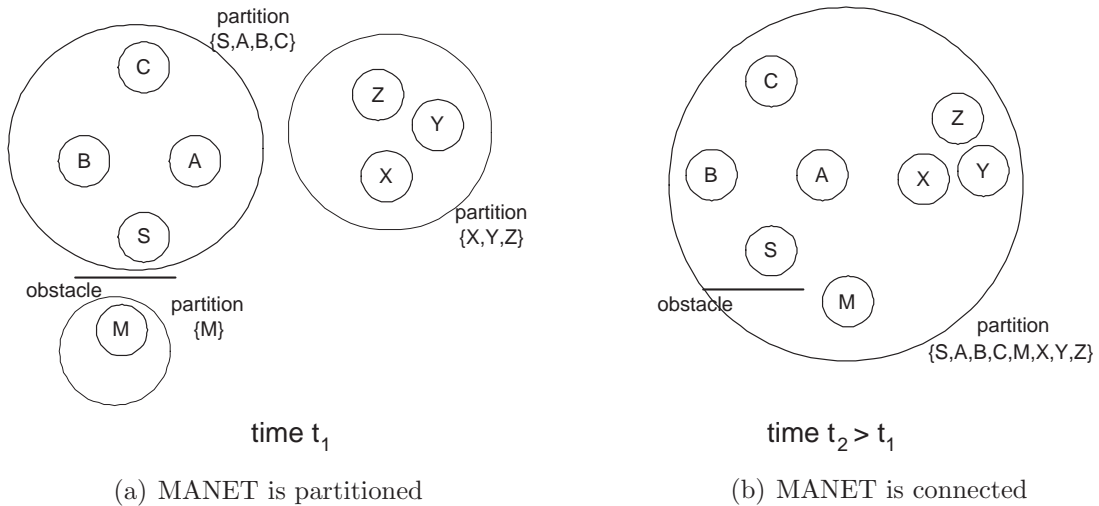 partition
{S,A,B,C}
C
B
A
S
obstacle
partition
{M}
M
Z
Y
X
partition
{X,Y,Z}
time t₁
(a) MANET is partitioned
C
Z
B
A
X
Y
S
obstacle
M
partition
{S,A,B,C,M,X,Y,Z}
time t₂ > t₁
(b) MANET is connected